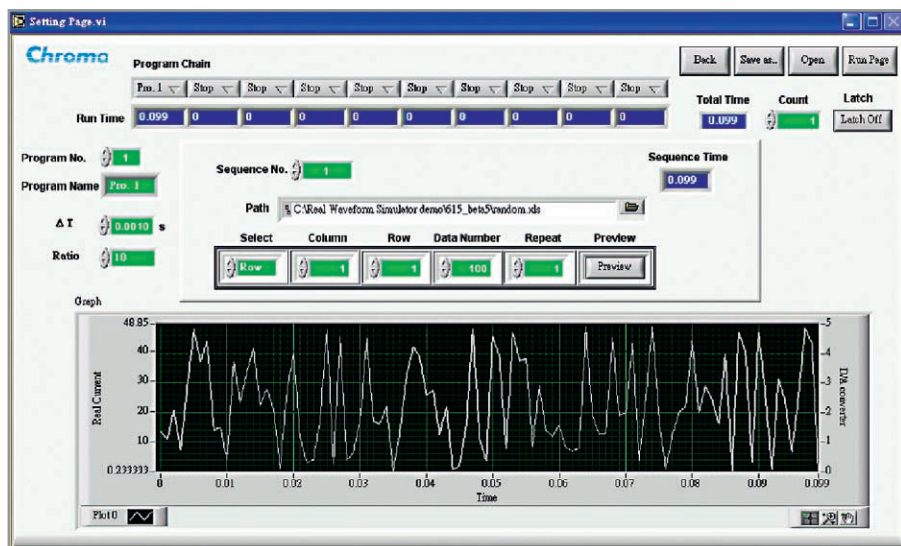 Setting Page.vi
Chroma
Program Chain
Back Save as.. Open Run Page
Pro. 1 Stop Stop Stop Stop Stop Stop Stop Stop Stop
Total Time Count Latch
Run Time 0.099 0 0 0 0 0 0 0 0 0
0.099 1 Latch Off
Program No. 1
Program Name Pro. 1
ΔT 0.0010 s
Ratio 10
Sequence No. 1
Sequence Time
0.099
Path C:\Real Waveform Simulator demo\615_beta5\random.xls
Select Column Row Data Number Repeat Preview
Row 1 1 100 1 Preview
Graph
Real Current
48.85
40
30
20
10
0.233333
5
4
3
2
1
0
D/A converter
0 0.01 0.02 0.03 0.04 0.05 0.06 0.07 0.08 0.09 0.099
Time
Plot 0